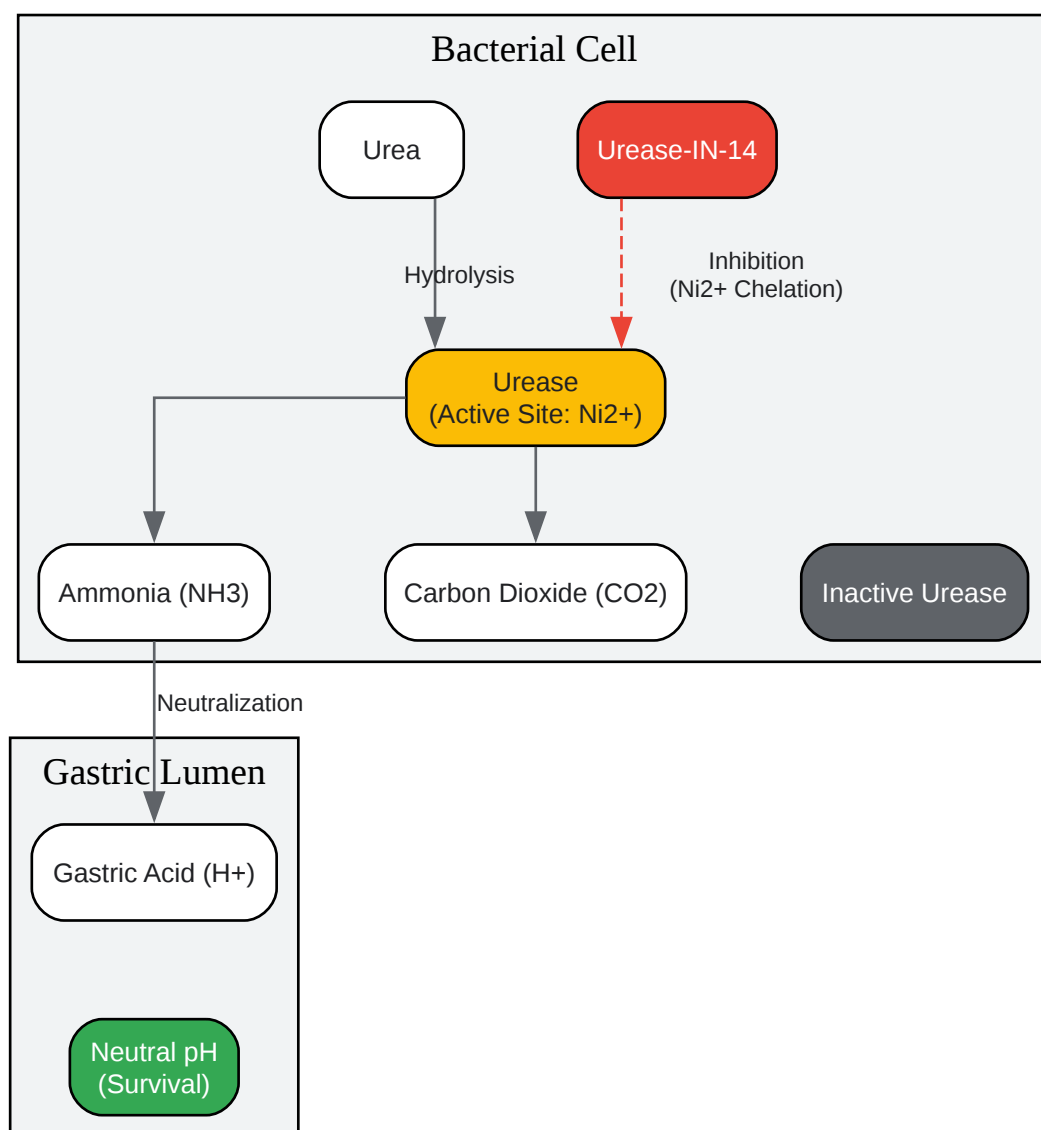 Bacterial Cell
Urea
Urease-IN-14
Hydrolysis
Inhibition
(Ni2+ Chelation)
Urease
(Active Site: Ni2+)
Ammonia (NH3)
Carbon Dioxide (CO2)
Inactive Urease
Neutralization
Gastric Lumen
Gastric Acid (H+)
Neutral pH
(Survival)